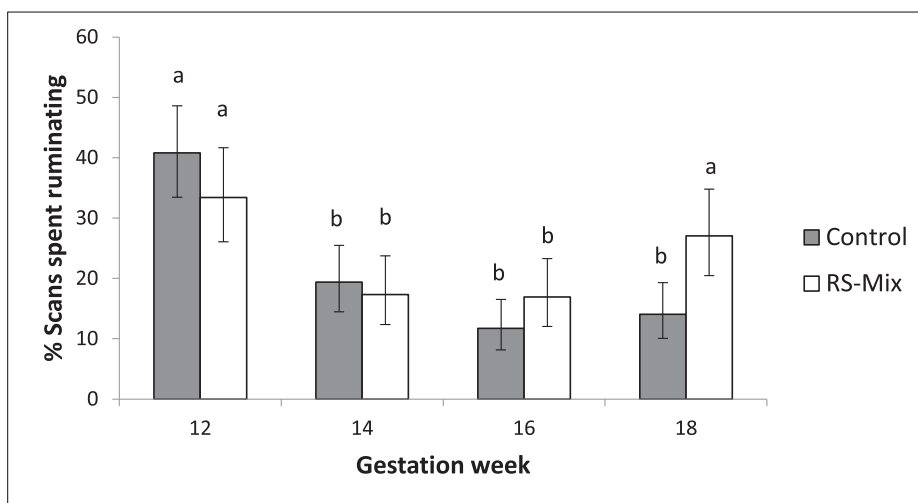 % Scans spent ruminating
60
50
40
30
20
10
0
a
a
b
b
b
b
b
a
12 14 16 18
Gestation week
Control
RS-Mix